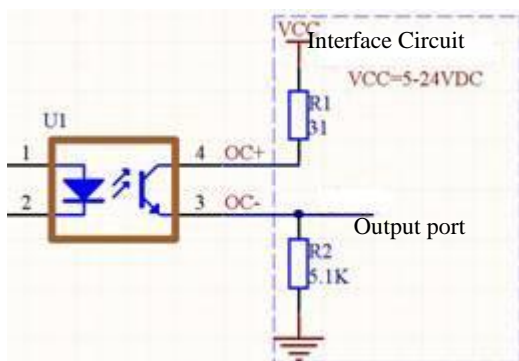 VCC
Interface Circuit
VCC=5-24VDC
R1
31
U1
1
4
OC+
2
3
OC-
Output port
R2
5.1K